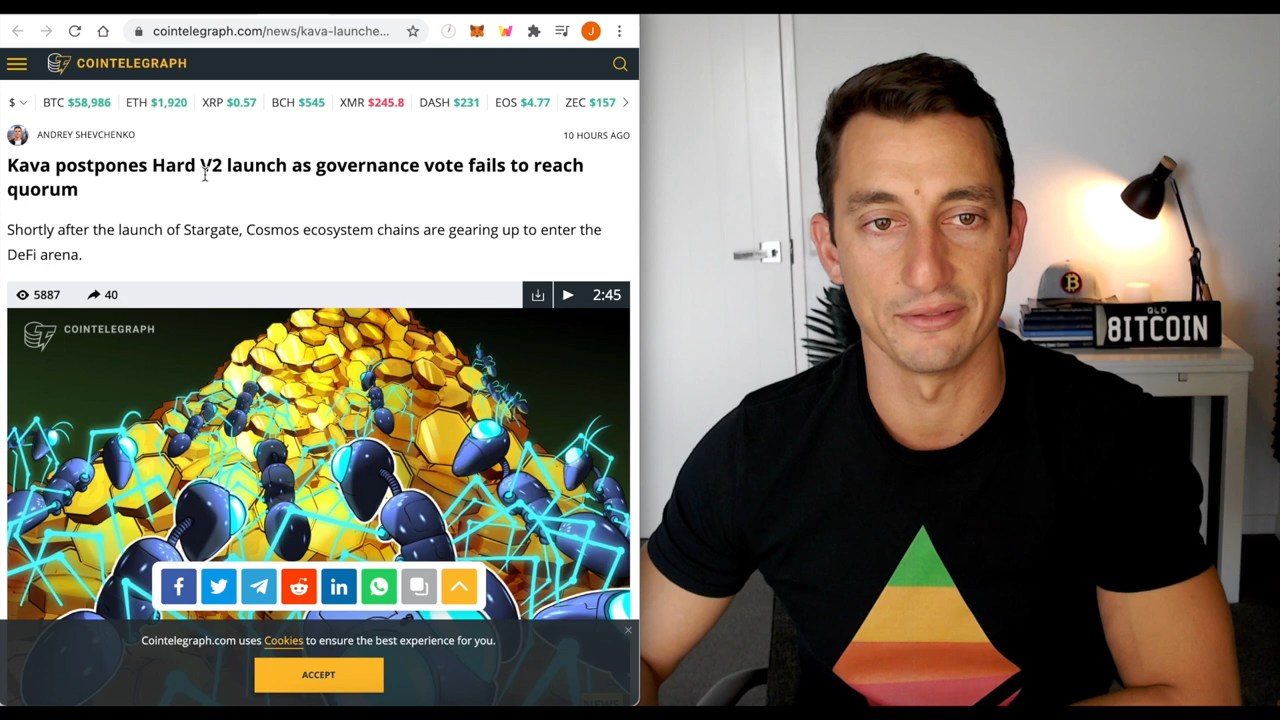 cointelegraph.com/news/kava-launche...
J
COINTELEGRAPH
$ BTC $58,986 ETH $1,920 XRP $0.57 BCH $545 XMR $245.8 DASH $231 EOS $4.77 ZEC $157
ANDREY SHEVCHENKO
10 HOURS AGO
Kava postpones Hard V2 launch as governance vote fails to reach
quorum
Shortly after the launch of Stargate, Cosmos ecosystem chains are gearing up to enter the
DeFi arena.
5887 40 2:45
COINTELEGRAPH
Cointelegraph.com uses Cookies to ensure the best experience for you.
ACCEPT
NEWS
QLD
8ITCOIN